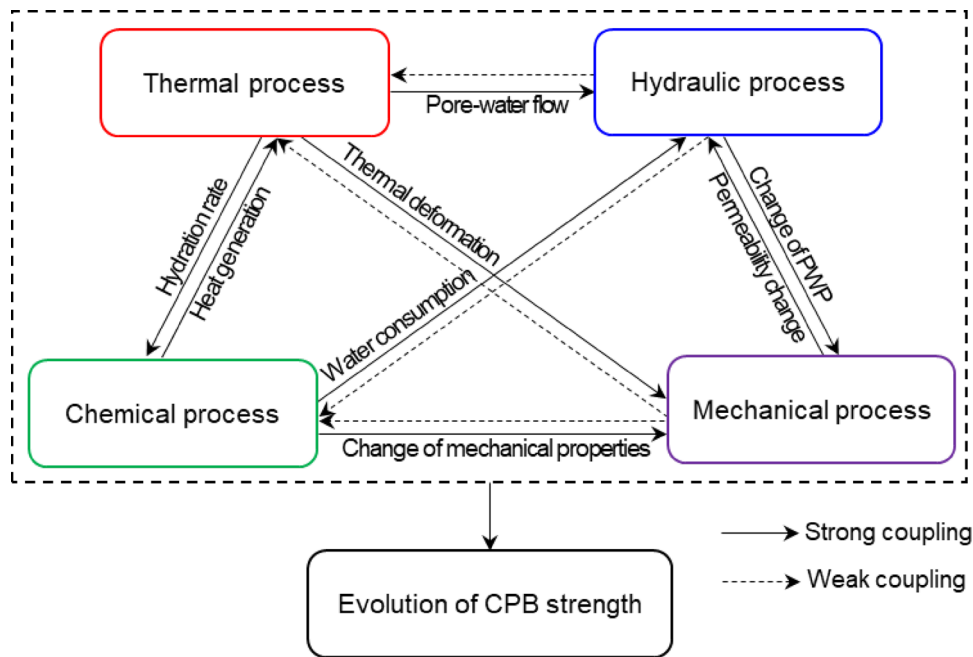 Thermal process
Hydraulic process
Pore-water flow
Hydration rate
Heat generation
Thermal deformation
Water consumption
Change of PWP
Permeability change
Chemical process
Mechanical process
Change of mechanical properties
Strong coupling
Weak coupling
Evolution of CPB strength